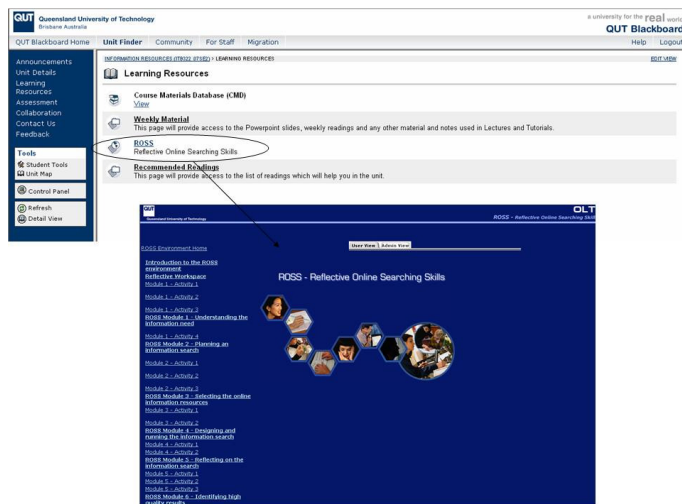 QUT
Queensland University of Technology
Brisbane Australia
a university for the real world
QUT Blackboard
QUT Blackboard Home Unit Finder Community For Staff Migration Help Logout
INFORMATION RESOURCES (ITB322_07SE2) > LEARNING RESOURCES EDIT VIEW
Announcements
Unit Details
Learning
Resources
Assessment
Collaboration
Contact Us
Feedback
Tools
Student Tools
Unit Map
Control Panel
Refresh
Detail View
Learning Resources
Course Materials Database (CMD)
View
Weekly Material
This page will provide access to the Powerpoint slides, weekly readings and any other material and notes used in Lectures and Tutorials.
ROSS
Reflective Online Searching Skills
Recommended Readings
This page will provide access to the list of readings which will help you in the unit.
QUT
Queensland University of Technology
OLT
ROSS - Reflective Online Searching Skill
ROSS Environment Home
User View Admin View
Introduction to the ROSS
environment
Reflective Workspace
Module 1 - Activity 1
Module 1 - Activity 2
Module 1 - Activity 3
ROSS Module 1 - Understanding the
information need
Module 1 - Activity 4
ROSS Module 2 - Planning an
information search
Module 2 - Activity 1
Module 2 - Activity 2
Module 2 - Activity 3
ROSS Module 3 - Selecting the online
information resources
Module 3 - Activity 1
Module 3 - Activity 2
ROSS Module 4 - Designing and
running the information search
Module 4 - Activity 1
Module 4 - Activity 2
ROSS Module 5 - Reflecting on the
information search
Module 5 - Activity 1
Module 5 - Activity 2
Module 5 - Activity 3
ROSS Module 6 - Identifying high
quality results
ROSS - Reflective Online Searching Skills